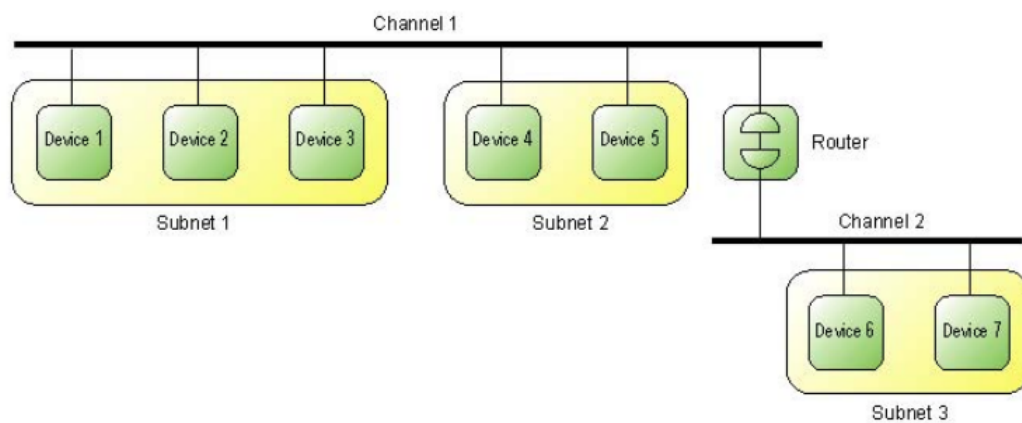 Channel 1
Device 1
Device 2
Device 3
Device 4
Device 5
Router
Subnet 1
Subnet 2
Channel 2
Device 6
Device 7
Subnet 3